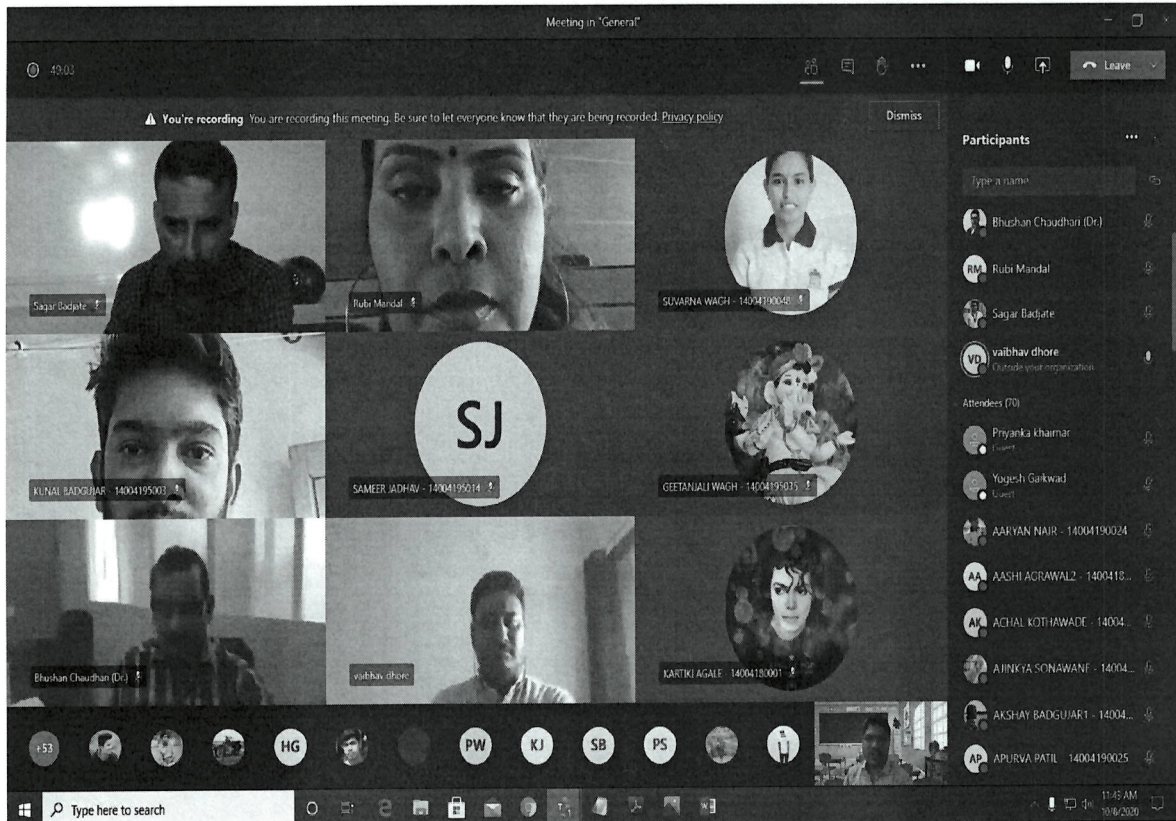 Meeting in "General"
49:03
Leave
You're recording You are recording this meeting. Be sure to let everyone know that they are being recorded. Privacy policy
Dismiss
Participants
Type a name
Sagar Badjate
Rubi Mandal
SUVARNA WAGH - 14004190048
KUNAL BADGUJAR - 14004195003
SJ
SAMEER JADHAV - 14004195014
GEETANJALI WAGH - 14004195035
Bhushan Chaudhari (Dr.)
vaibhav dhore
KARTIKI AGALE - 14004180001
+53
HG
PW
KJ
SB
PS
Bhushan Chaudhari (Dr.)
RM Rubi Mandal
Sagar Badjate
VD vaibhav dhore
Outside your organization
Attendees (70)
Priyanka khairnar
Guest
Yogesh Gaikwad
Guest
AARYAN NAIR - 14004190024
AA AASHI AGRAWAL2 - 1400418...
AK ACHAL KOTHAWADE - 14004...
AJINKYA SONAWANE - 14004...
AKSHAY BADGUJAR1 - 14004...
AP APURVA PATIL - 14004190025
Type here to search
11:43 AM
10/8/2020